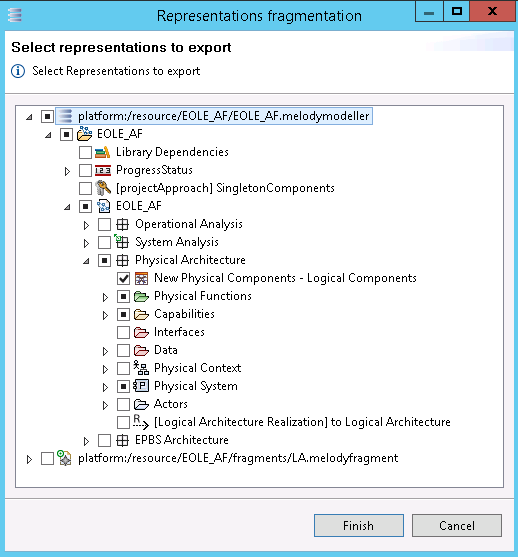 Representations fragmentation
Select representations to export
Select Representations to export
platform:/resource/EOLE_AF/EOLE_AF.melodymodeller
EOLE_AF
Library Dependencies
ProgressStatus
[projectApproach] SingletonComponents
EOLE_AF
Operational Analysis
System Analysis
Physical Architecture
New Physical Components - Logical Components
Physical Functions
Capabilities
Interfaces
Data
Physical Context
Physical System
Actors
[Logical Architecture Realization] to Logical Architecture
EPBS Architecture
platform:/resource/EOLE_AF/fragments/LA.melodyfragment
Finish
Cancel